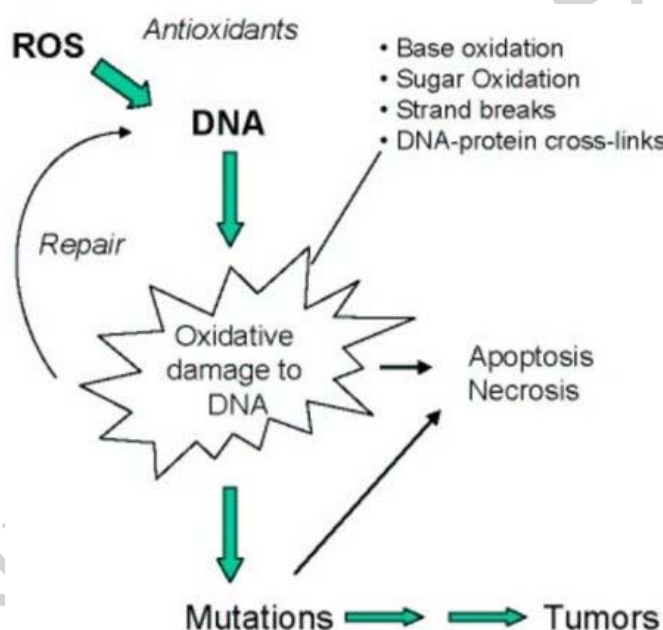 Antioxidants
ROS
• Base oxidation
• Sugar Oxidation
• Strand breaks
• DNA-protein cross-links
DNA
Repair
Oxidative
damage to
DNA
Apoptosis
Necrosis
Mutations
Tumors